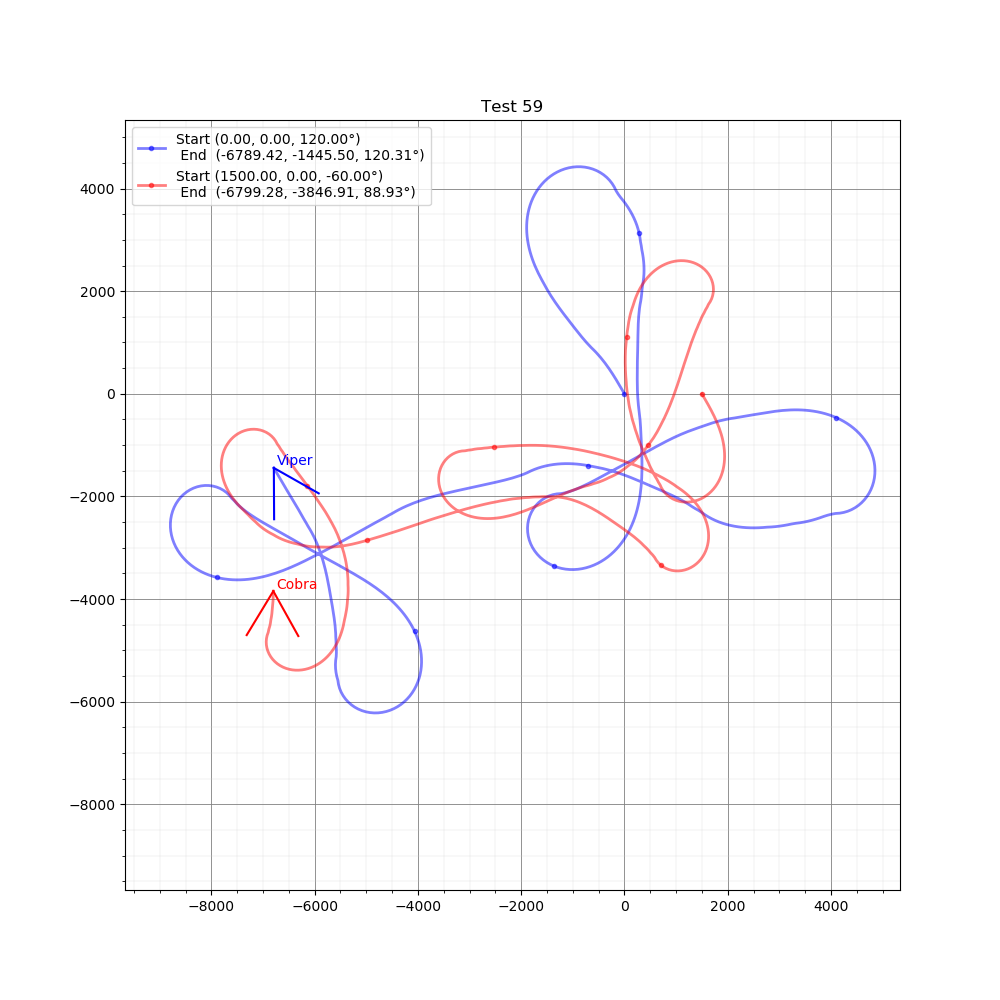 Test 59
Start (0.00, 0.00, 120.00°)
End (-6789.42, -1445.50, 120.31°)
Start (1500.00, 0.00, -60.00°)
End (-6799.28, -3846.91, 88.93°)
4000
2000
0
−2000
−4000
−6000
−8000
Viper
Cobra
−8000 −6000 −4000 −2000 0 2000 4000